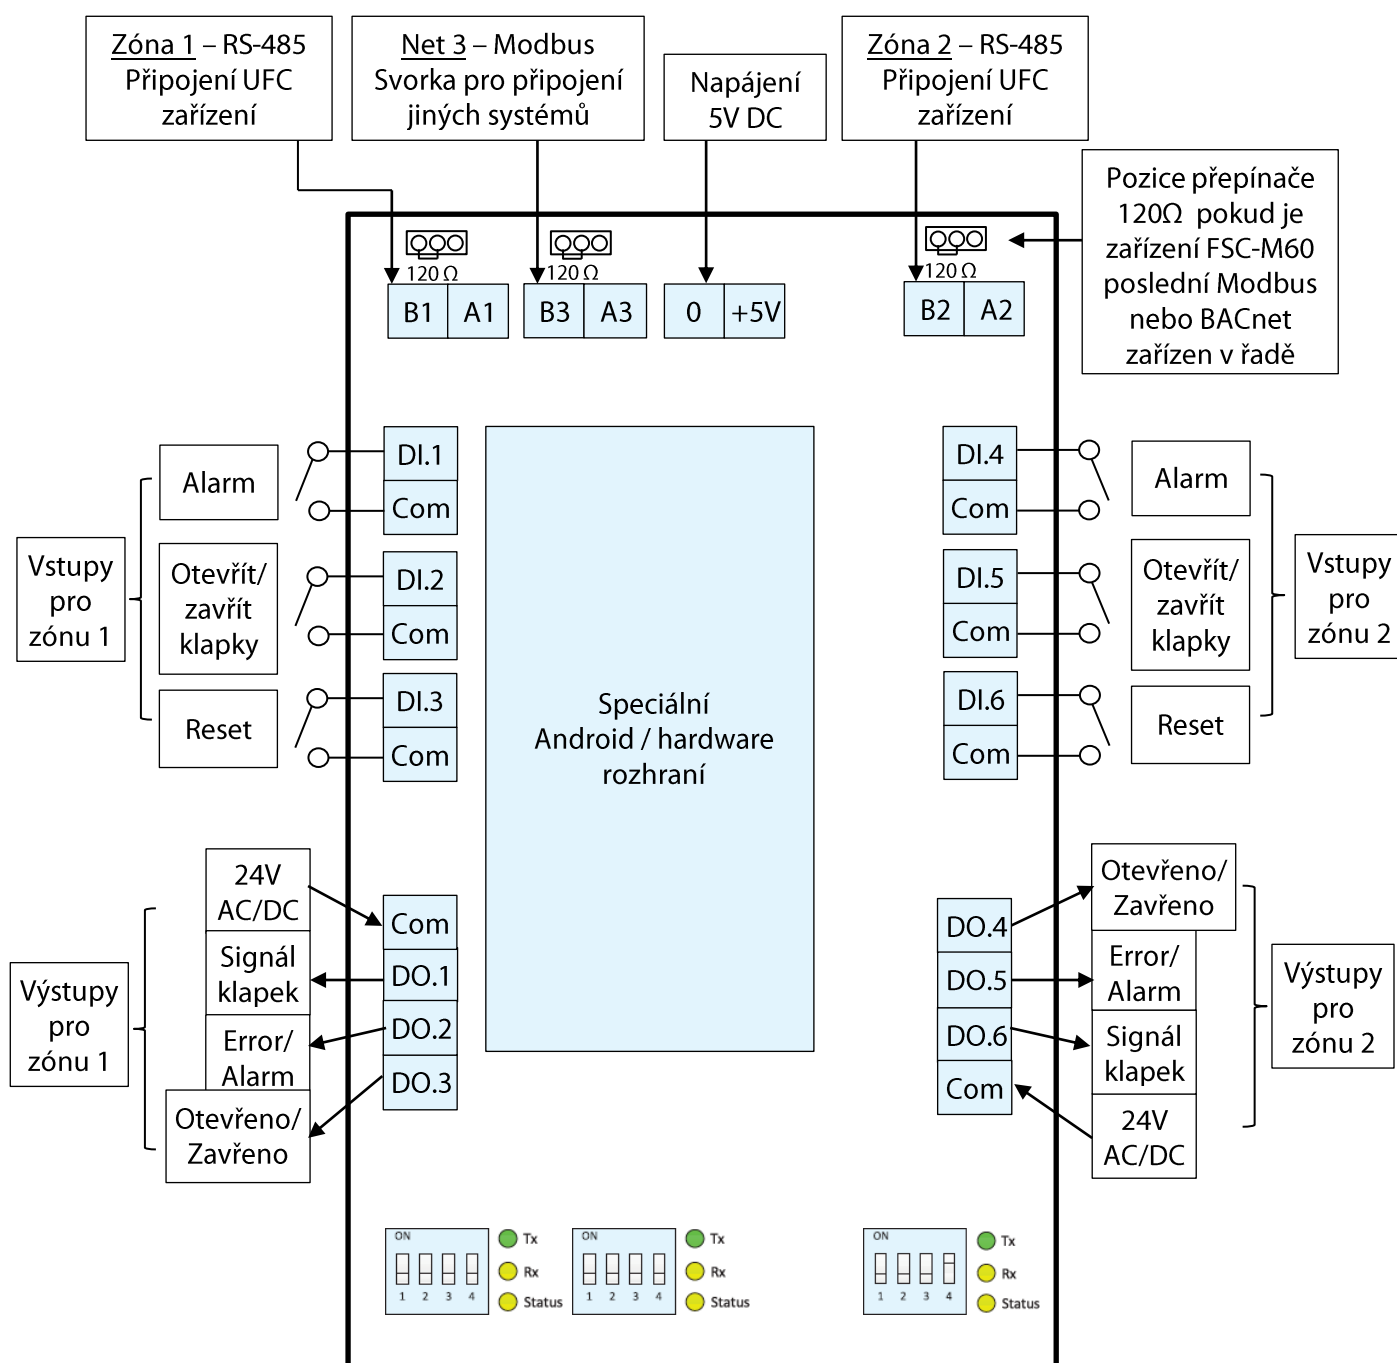 Zóna 1 – RS-485
Připojení UFC
zařízení
Net 3 – Modbus
Svorka pro připojení
jiných systémů
Napájení
5V DC
Zóna 2 – RS-485
Připojení UFC
zařízení
Pozice přepínače
120Ω pokud je
zařízení FSC-M60
poslední Modbus
nebo BACnet
zařízen v řadě
120 Ω
120 Ω
120 Ω
B1 A1
B3 A3
0 +5V
B2 A2
Vstupy
pro
zónu 1
Alarm
Otevřít/
zavřít
klapky
Reset
DI.1
Com
DI.2
Com
DI.3
Com
Speciální
Android / hardware
rozhraní
DI.4
Com
DI.5
Com
DI.6
Com
Alarm
Otevřít/
zavřít
klapky
Reset
Vstupy
pro
zónu 2
Výstupy
pro
zónu 1
24V
AC/DC
Signál
klapek
Error/
Alarm
Otevřeno/
Zavřeno
Com
DO.1
DO.2
DO.3
DO.4
DO.5
DO.6
Com
Otevřeno/
Zavřeno
Error/
Alarm
Signál
klapek
24V
AC/DC
Výstupy
pro
zónu 2
ON
1 2 3 4
Tx
Rx
Status
ON
1 2 3 4
Tx
Rx
Status
ON
1 2 3 4
Tx
Rx
Status